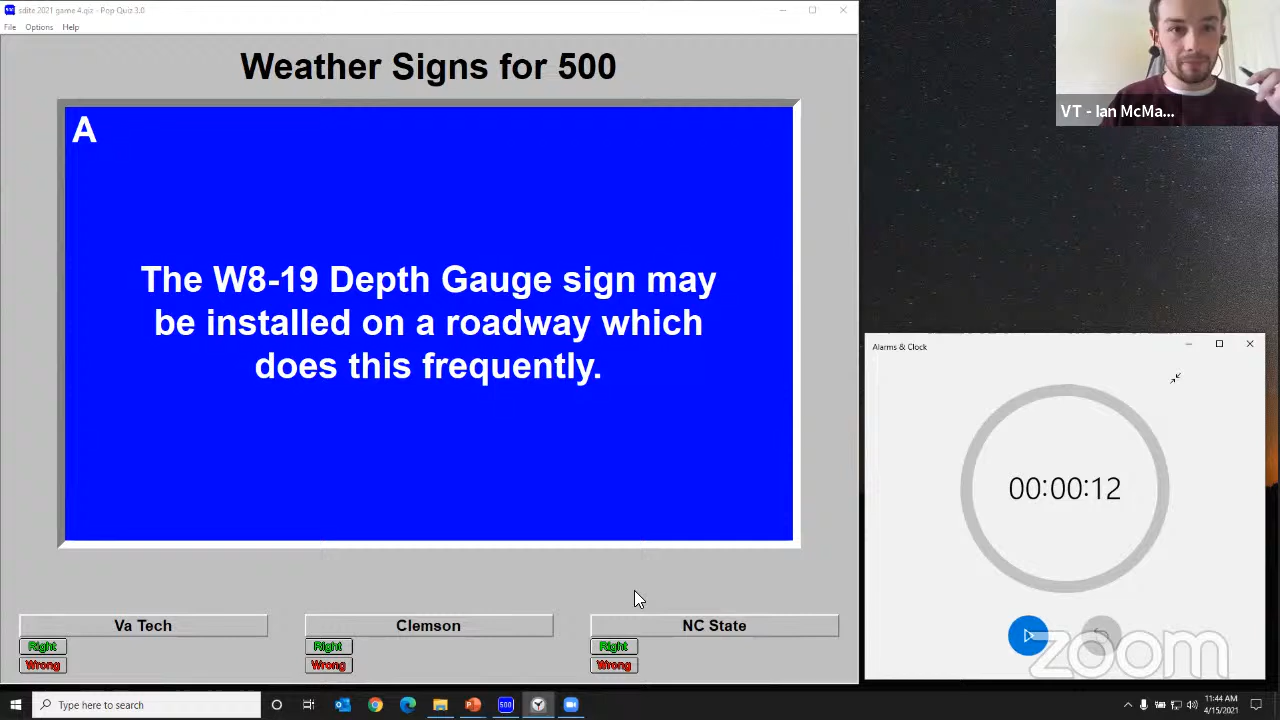 sdite 2021 game 4.qiz - Pop Quiz 3.0
File Options Help
Weather Signs for 500
A
The W8-19 Depth Gauge sign may
be installed on a roadway which
does this frequently.
Va Tech
Right
Wrong
Clemson
Right
Wrong
NC State
Right
Wrong
VT - Ian McMa...
Alarms & Clock
00:00:12
zoom
Type here to search
500
11:44 AM
4/15/2021